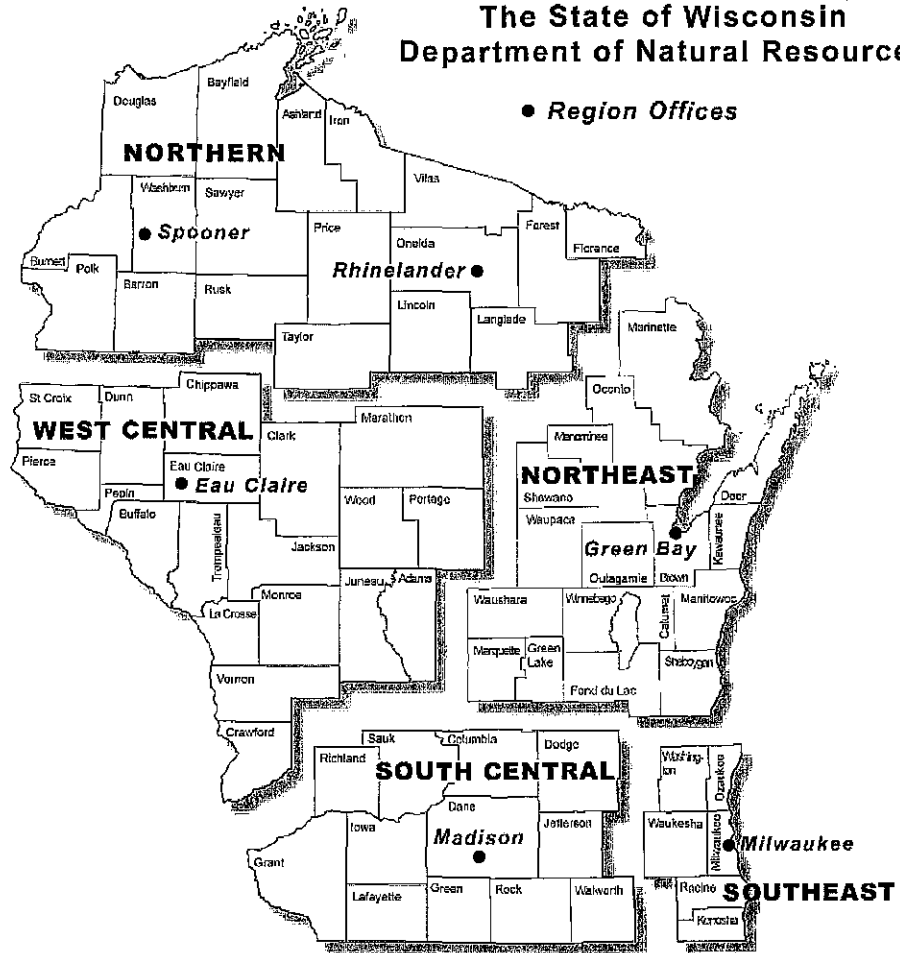 The State of Wisconsin
Department of Natural Resource
Region Offices
NORTHERN
Douglas
Bayfield
Ashland
Iron
Vilas
Washburn
Sawyer
Spooner
Price
Oneida
Forest
Florence
Burnett
Polk
Barron
Rusk
Rhinelander
Lincoln
Langlade
Taylor
WEST CENTRAL
St Croix
Dunn
Chippawa
Clark
Marathon
Pierce
Eau Claire
Eau Claire
Pepin
Buffalo
Wood
Portage
Trempealeau
Jackson
Juneau
Adams
La Crosse
Monroe
Vernon
Crawford
NORTHEAST
Marinette
Oconto
Menominee
Shawano
Door
Waupaca
Green Bay
Kewaunee
Outagamie
Brown
Waushara
Winnebago
Calumet
Manitowoc
Marquette
Green
Lake
Sheboygan
Fond du Lac
SOUTH CENTRAL
Sauk
Columbia
Dodge
Richland
Dane
Iowa
Madison
Jefferson
Grant
Lafayette
Green
Rock
Walworth
Washing-
ton
Ozaukee
Waukesha
Milwaukee
Milwaukee
Racine
SOUTHEAST
Kenosha